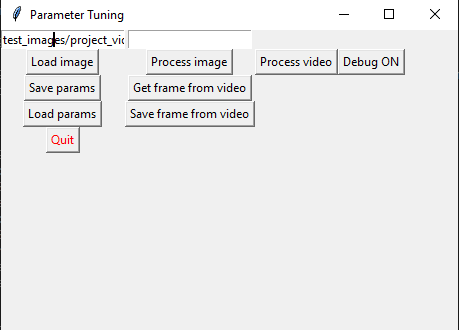 Parameter Tuning
test_images/project_vid
Load image Process image Process video Debug ON
Save params Get frame from video
Load params Save frame from video
Quit